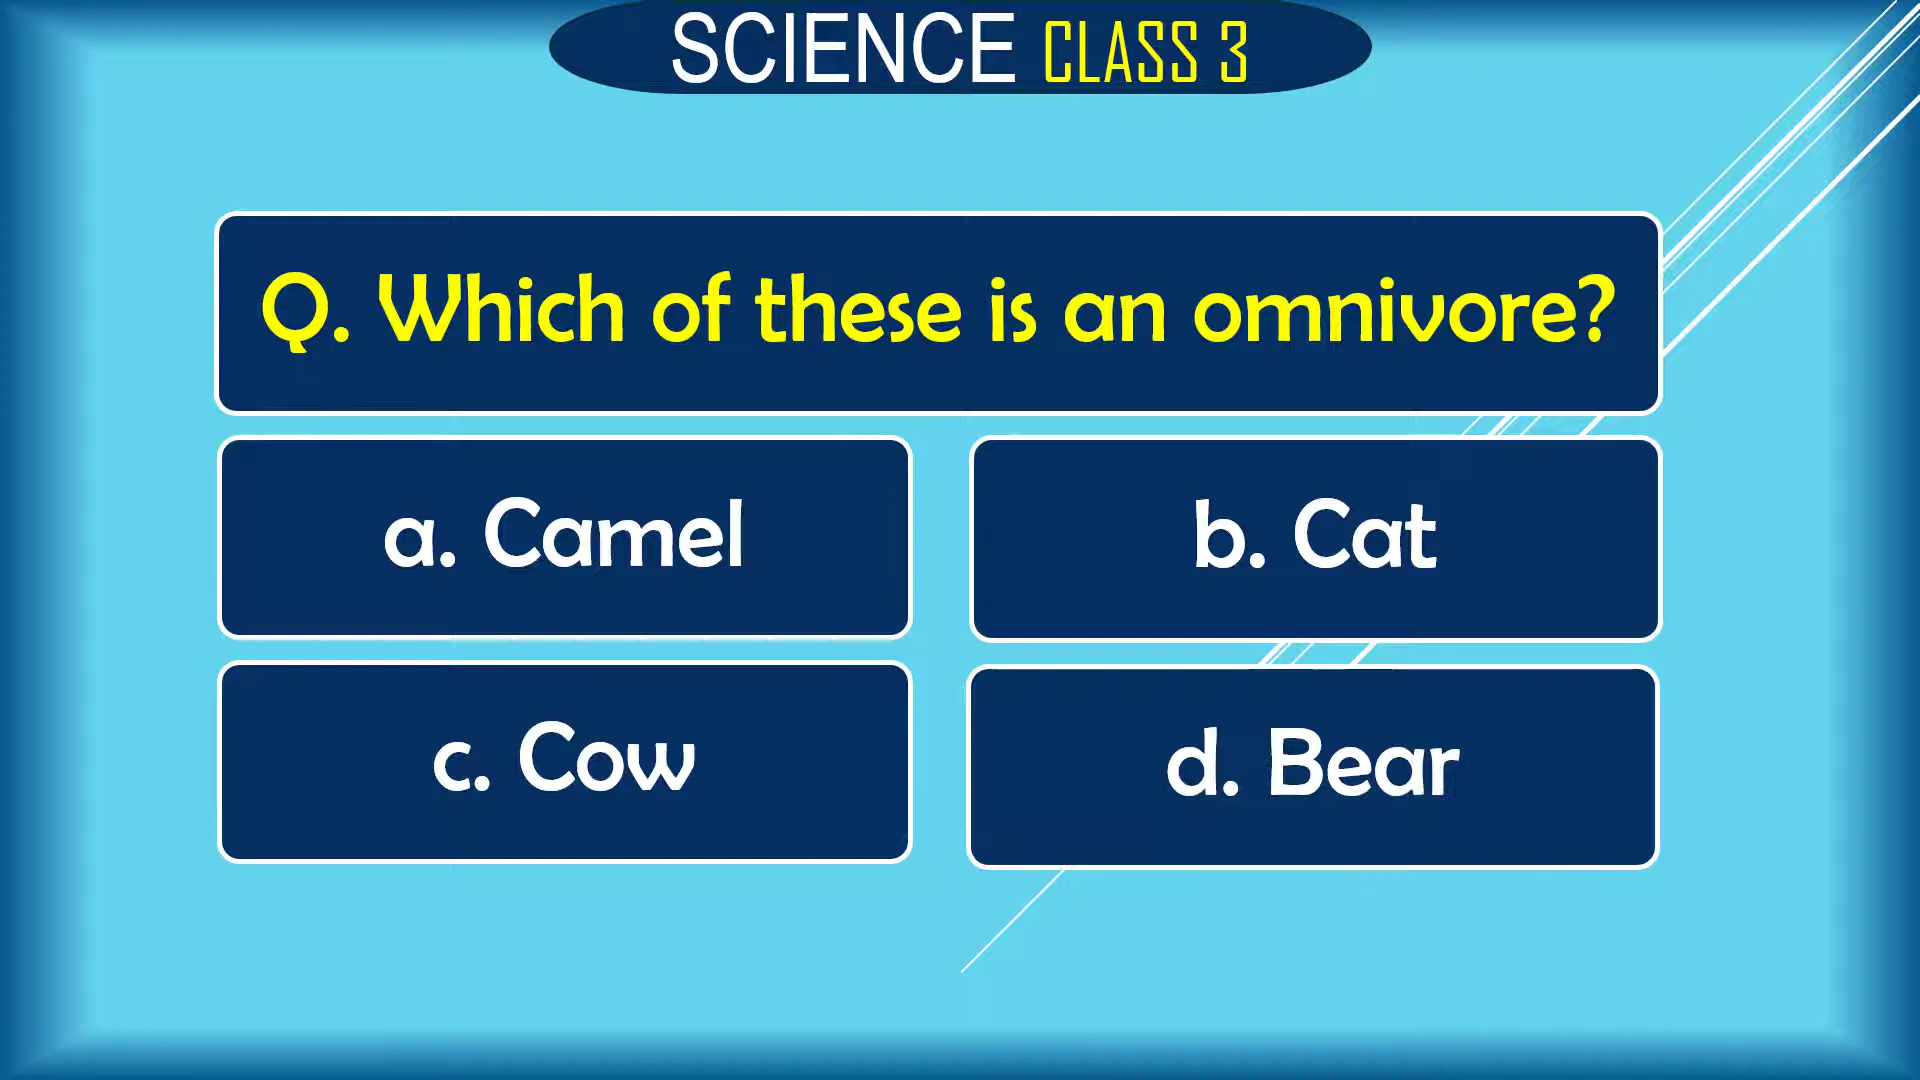 SCIENCE CLASS 3
Q. Which of these is an omnivore?
a. Camel
b. Cat
c. Cow
d. Bear